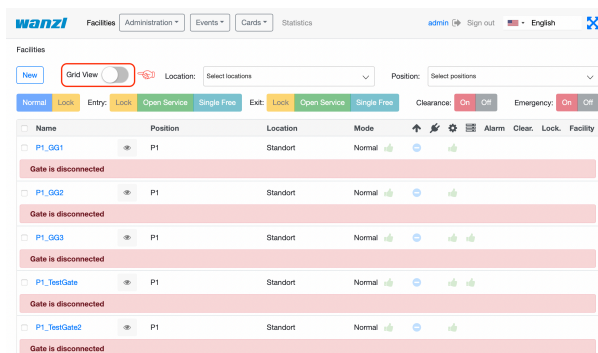 wanzl Facilities Administration Events Cards Statistics admin Sign out English
Facilities
New Grid View Location: Select locations Position: Select positions
Normal Lock Entry: Lock Open Service Single Free Exit: Lock Open Service Single Free Clearance: On Off Emergency: On Off
Name Position Location Mode Alarm Clear. Lock. Facility
P1_GG1 P1 Standort Normal
Gate is disconnected
P1_GG2 P1 Standort Normal
Gate is disconnected
P1_GG3 P1 Standort Normal
Gate is disconnected
P1_TestGate P1 Standort Normal
Gate is disconnected
P1_TestGate2 P1 Standort Normal
Gate is disconnected